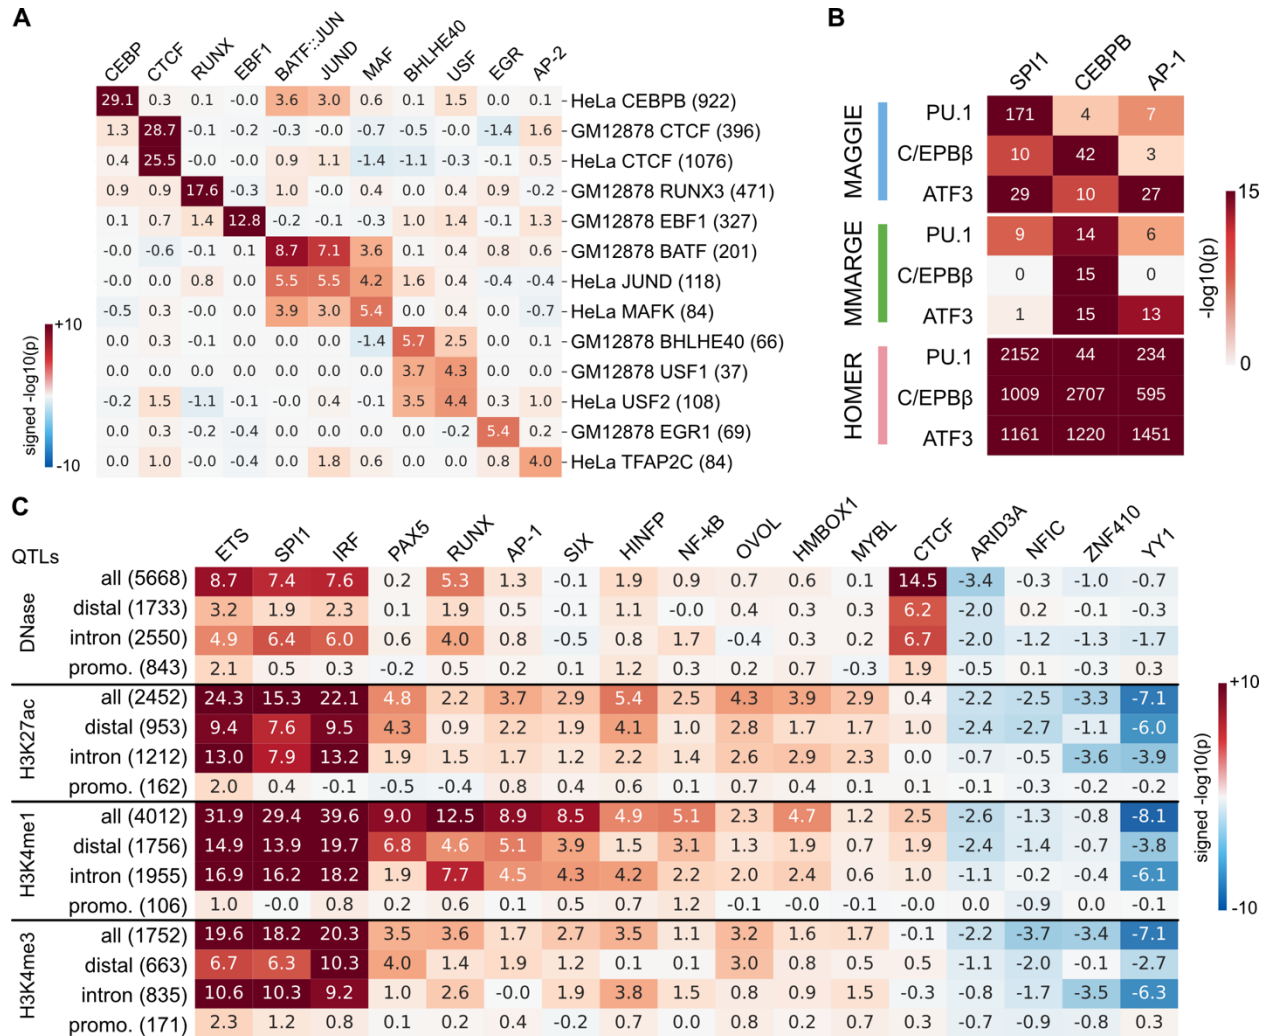 A
CEBP CTCF RUNX EBF1 BATF::JUN JUND MAF BHLHE40 USF EGR AP-2
29.1 0.3 0.1 -0.0 3.6 3.0 0.6 0.1 1.5 0.0 0.1 HeLa CEBPB (922)
1.3 28.7 -0.1 -0.2 -0.3 -0.0 -0.7 -0.5 -0.0 -1.4 1.6 GM12878 CTCF (396)
0.4 25.5 -0.0 -0.0 0.9 1.1 -1.4 -1.1 -0.3 -0.1 0.5 HeLa CTCF (1076)
0.9 0.9 17.6 -0.3 1.0 -0.0 0.4 0.0 0.4 0.9 -0.2 GM12878 RUNX3 (471)
0.1 0.7 1.4 12.8 -0.2 -0.1 -0.3 1.0 1.4 -0.1 1.3 GM12878 EBF1 (327)
-0.0 -0.6 -0.1 0.1 8.7 7.1 3.6 0.1 0.4 0.8 0.6 GM12878 BATF (201)
-0.0 0.0 0.8 0.0 5.5 5.5 4.2 1.6 0.4 -0.4 -0.4 HeLa JUND (118)
-0.5 0.3 -0.0 0.0 3.9 3.0 5.4 0.0 0.4 0.0 -0.7 HeLa MAFK (84)
0.0 0.3 -0.1 0.0 0.0 0.0 -1.4 5.7 2.5 0.0 0.1 GM12878 BHLHE40 (66)
0.0 0.0 0.0 0.0 0.0 0.0 0.0 3.7 4.3 0.0 0.0 GM12878 USF1 (37)
-0.2 1.5 -1.1 -0.1 -0.0 0.4 -0.1 3.5 4.4 0.3 1.0 HeLa USF2 (108)
0.0 0.3 -0.2 -0.4 0.0 0.0 0.0 0.0 -0.2 5.4 0.2 GM12878 EGR1 (69)
0.0 1.0 -0.0 -0.4 0.0 1.8 0.6 0.0 0.0 0.8 4.0 HeLa TFAP2C (84)
+10
signed -log10(p)
-10
B
SPI1 CEBPB AP-1
MAGGIE
PU.1 171 4 7
C/EPBβ 10 42 3
ATF3 29 10 27
MMARGE
PU.1 9 14 6
C/EPBβ 0 15 0
ATF3 1 15 13
HOMER
PU.1 2152 44 234
C/EPBβ 1009 2707 595
ATF3 1161 1220 1451
15
-log10(p)
0
C
QTLs
ETS SPI1 IRF PAX5 RUNX AP-1 SIX HINFP NF-kB OVOL HMBOX1 MYBL CTCF ARID3A NFIC ZNF410 YY1
DNase
all (5668) 8.7 7.4 7.6 0.2 5.3 1.3 -0.1 1.9 0.9 0.7 0.6 0.1 14.5 -3.4 -0.3 -1.0 -0.7
distal (1733) 3.2 1.9 2.3 0.1 1.9 0.5 -0.1 1.1 -0.0 0.4 0.3 0.3 6.2 -2.0 0.2 -0.1 -0.3
intron (2550) 4.9 6.4 6.0 0.6 4.0 0.8 -0.5 0.8 1.7 -0.4 0.3 0.2 6.7 -2.0 -1.2 -1.3 -1.7
promo. (843) 2.1 0.5 0.3 -0.2 0.5 0.2 0.1 1.2 0.3 0.2 0.7 -0.3 1.9 -0.5 0.1 -0.3 0.3
H3K27ac
all (2452) 24.3 15.3 22.1 4.8 2.2 3.7 2.9 5.4 2.5 4.3 3.9 2.9 0.4 -2.2 -2.5 -3.3 -7.1
distal (953) 9.4 7.6 9.5 4.3 0.9 2.2 1.9 4.1 1.0 2.8 1.7 1.7 1.0 -2.4 -2.7 -1.1 -6.0
intron (1212) 13.0 7.9 13.2 1.9 1.5 1.7 1.2 2.2 1.4 2.6 2.9 2.3 0.0 -0.7 -0.5 -3.6 -3.9
promo. (162) 2.0 0.4 -0.1 -0.5 -0.4 0.8 0.4 0.6 0.1 0.7 0.4 0.1 0.1 -0.1 -0.3 -0.2 -0.2
H3K4me1
all (4012) 31.9 29.4 39.6 9.0 12.5 8.9 8.5 4.9 5.1 2.3 4.7 1.2 2.5 -2.6 -1.3 -0.8 -8.1
distal (1756) 14.9 13.9 19.7 6.8 4.6 5.1 3.9 1.5 3.1 1.3 1.9 0.7 1.9 -2.4 -1.4 -0.7 -3.8
intron (1955) 16.9 16.2 18.2 1.9 7.7 4.5 4.3 4.2 2.2 2.0 2.4 0.6 1.0 -1.1 -0.2 -0.4 -6.1
promo. (106) 1.0 -0.0 0.8 0.2 0.6 0.1 0.5 0.7 1.2 -0.1 -0.0 -0.1 -0.0 0.0 -0.9 0.0 -0.1
H3K4me3
all (1752) 19.6 18.2 20.3 3.5 3.6 1.7 2.7 3.5 1.1 3.2 1.6 1.7 -0.1 -2.2 -3.7 -3.4 -7.1
distal (663) 6.7 6.3 10.3 4.0 1.4 1.9 1.2 0.1 0.1 3.0 0.8 0.5 0.5 -1.1 -2.0 -0.1 -2.7
intron (835) 10.6 10.3 9.2 1.0 2.6 -0.0 1.9 3.8 1.5 0.8 0.9 1.5 -0.3 -0.8 -1.7 -3.5 -6.3
promo. (171) 2.3 1.2 0.8 0.1 0.2 0.4 -0.2 0.7 0.0 0.8 0.2 0.7 0.3 -0.7 -0.9 -0.8 0.3
+10
signed -log10(p)
-10